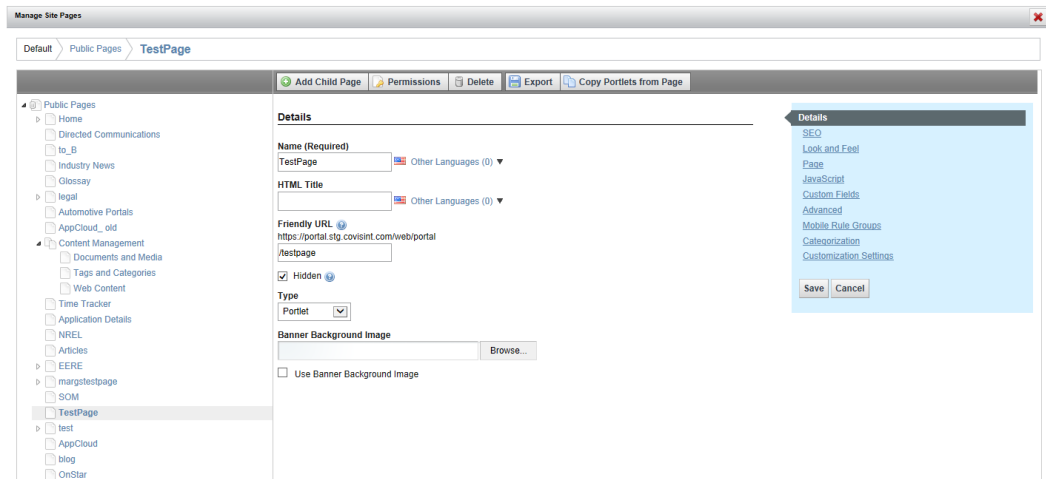 Manage Site Pages
Default Public Pages TestPage
Add Child Page Permissions Delete Export Copy Portlets from Page
Public Pages
Home
Directed Communications
to_B
Industry News
Glossay
legal
Automotive Portals
AppCloud_ old
Content Management
Documents and Media
Tags and Categories
Web Content
Time Tracker
Application Details
NREL
Articles
EERE
margstestpage
SOM
TestPage
test
AppCloud
blog
OnStar
Details
Name (Required)
TestPage Other Languages (0)
HTML Title
Other Languages (0)
Friendly URL
https://portal.stg.covisint.com/web/portal
/testpage
Hidden
Type
Portlet
Banner Background Image
Browse...
Use Banner Background Image
Details
SEO
Look and Feel
Page
JavaScript
Custom Fields
Advanced
Mobile Rule Groups
Categorization
Customization Settings
Save Cancel